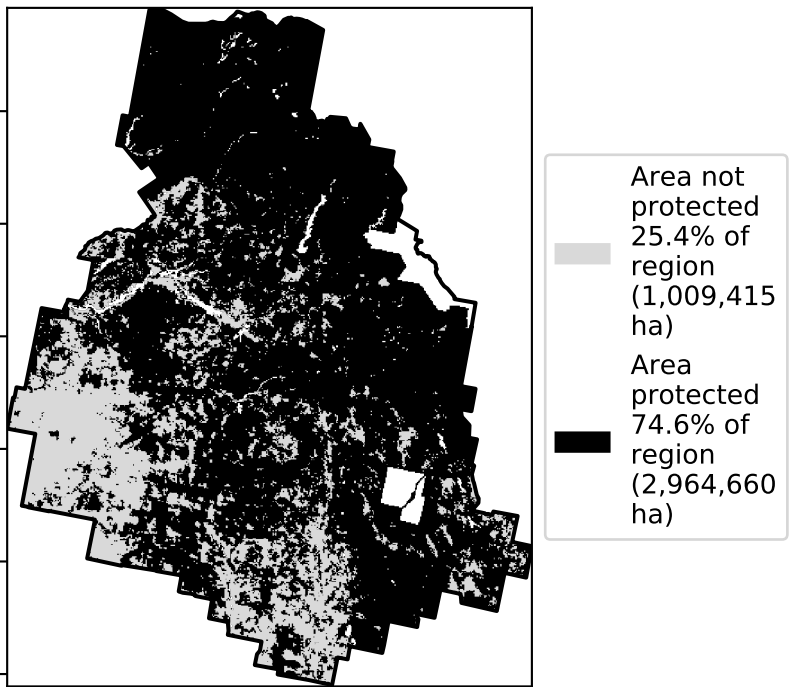 Area not
protected
25.4% of
region
(1,009,415
ha)
Area
protected
74.6% of
region
(2,964,660
ha)